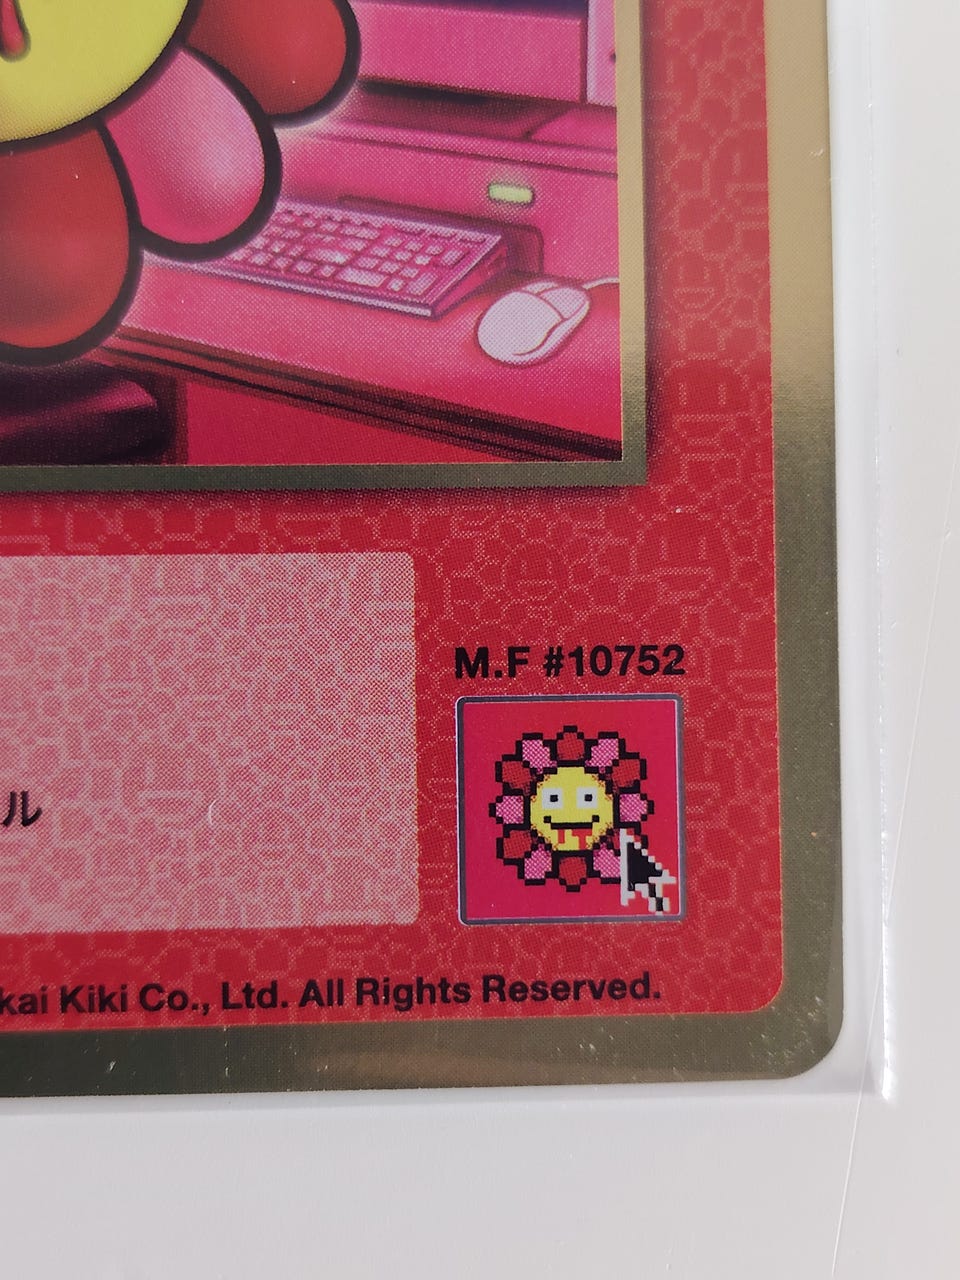 M.F #10752
ル
kai Kiki Co., Ltd. All Rights Reserved.